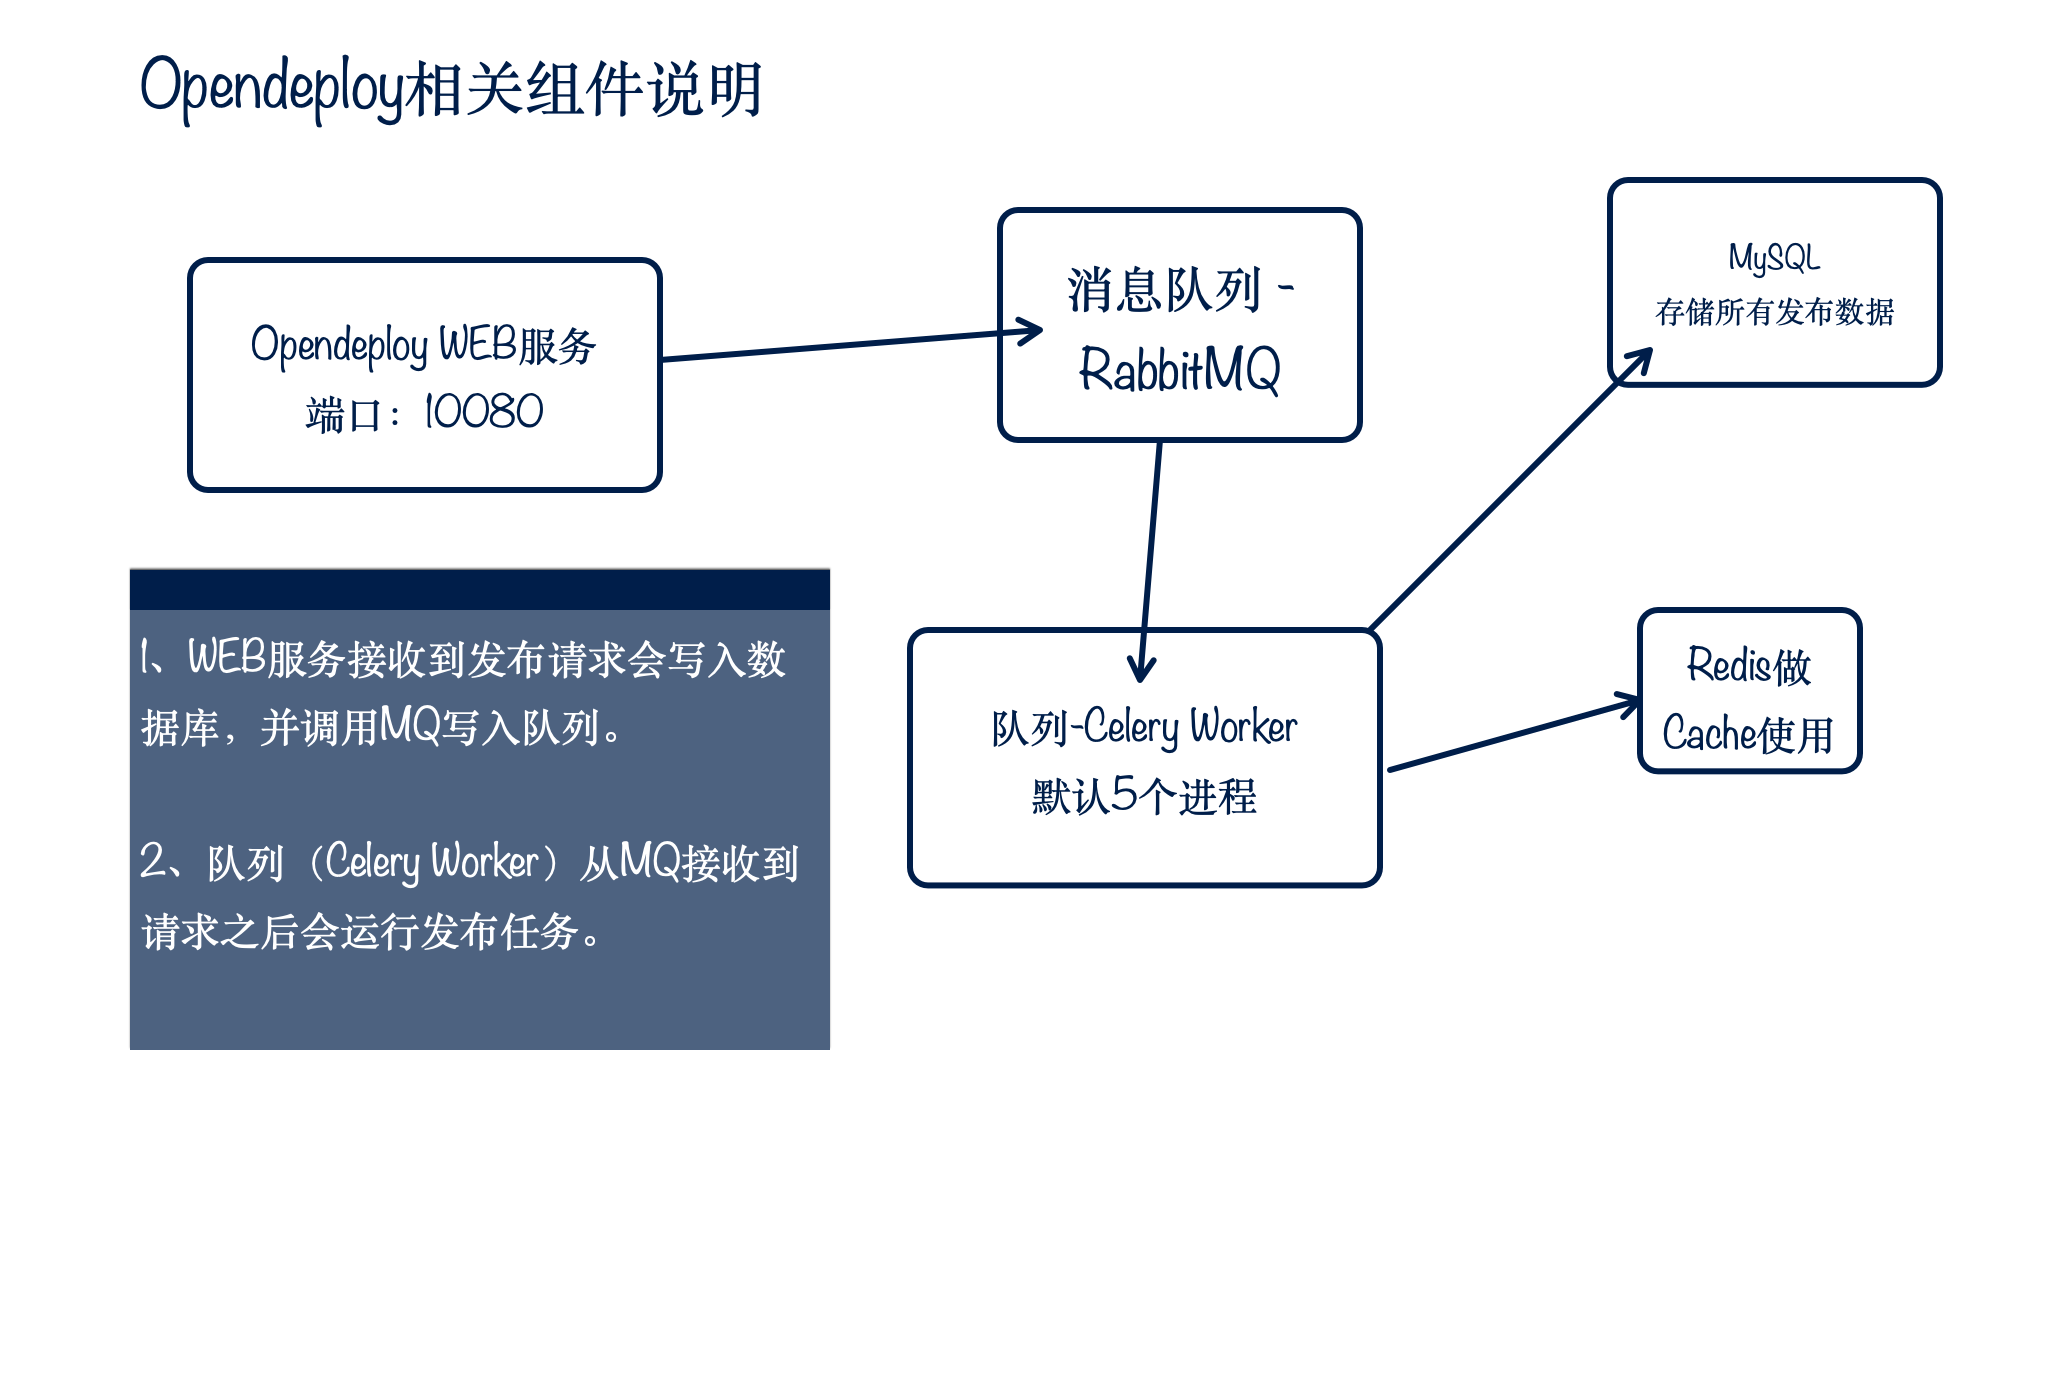 Opendeploy相关组件说明
Opendeploy WEB服务
端口：10080
消息队列 -
RabbitMQ
MySQL
存储所有发布数据
队列-Celery Worker
默认5个进程
Redis做
Cache使用
1、WEB服务接收到发布请求会写入数
据库，并调用MQ写入队列。
2、队列（Celery Worker）从MQ接收到
请求之后会运行发布任务。